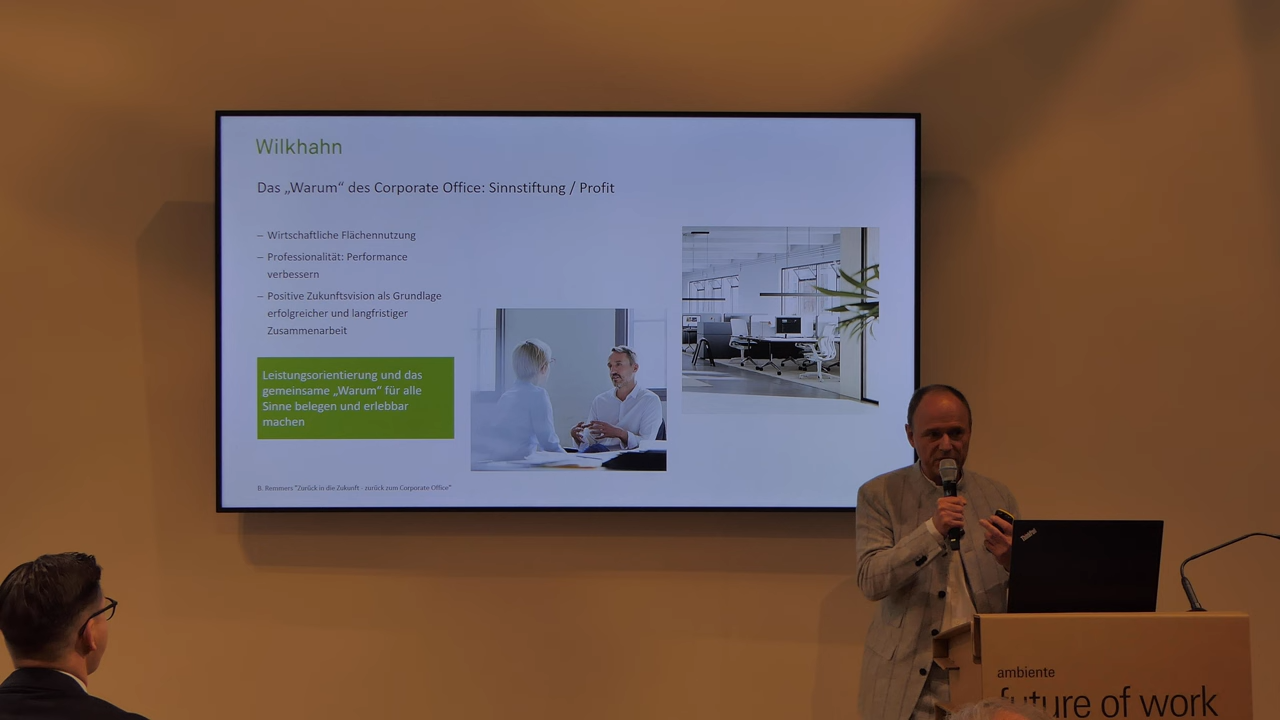 Wilkhahn
Das „Warum“ des Corporate Office: Sinnstiftung / Profit
– Wirtschaftliche Flächennutzung
– Professionalität: Performance
verbessern
– Positive Zukunftsvision als Grundlage
erfolgreicher und langfristiger
Zusammenarbeit
Leistungsorientierung und das
gemeinsame „Warum“ für alle
Sinne belegen und erlebbar
machen
B. Remmers "Zurück in die Zukunft - zurück zum Corporate Office"
ThinkPad
ambiente
future of work